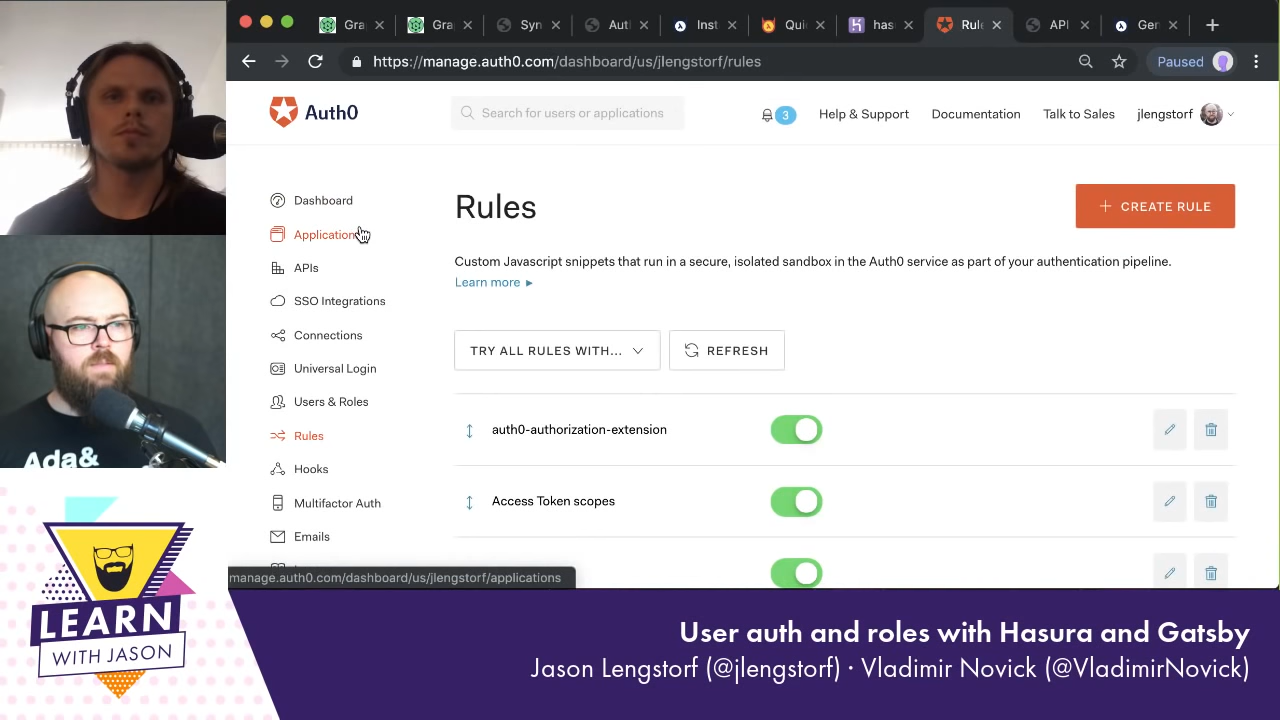 Gra
Gra
Syn
Auth
Inst
Quic
has
Rule
API
Gen
https://manage.auth0.com/dashboard/us/jlengstorf/rules
Paused
Auth0
Search for users or applications
3
Help & Support
Documentation
Talk to Sales
jlengstorf
Dashboard
Applications
APIs
SSO Integrations
Connections
Universal Login
Users & Roles
Rules
Hooks
Multifactor Auth
Emails
Rules
+ CREATE RULE
Custom Javascript snippets that run in a secure, isolated sandbox in the Auth0 service as part of your authentication pipeline.
Learn more ▶
TRY ALL RULES WITH...
REFRESH
auth0-authorization-extension
Access Token scopes
manage.auth0.com/dashboard/us/jlengstorf/applications
Ada&
LEARN
WITH JASON
User auth and roles with Hasura and Gatsby
Jason Lengstorf (@jlengstorf) · Vladimir Novick (@VladimirNovick)